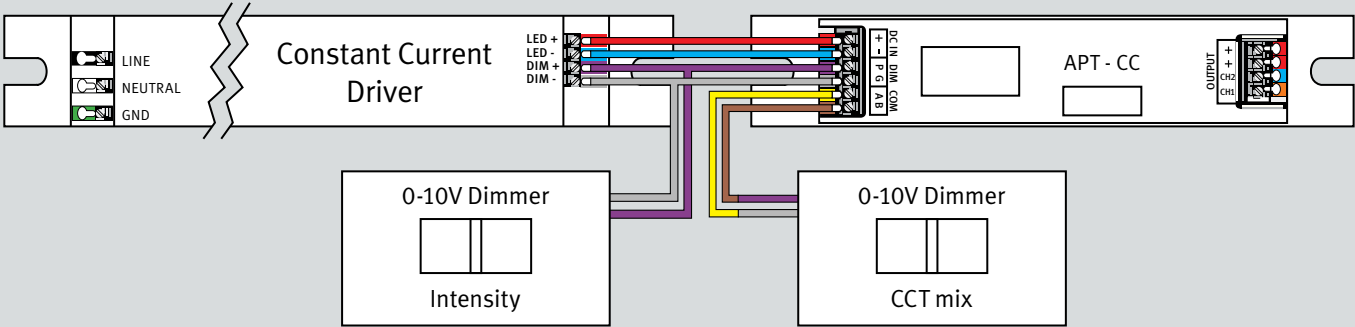 LINE
NEUTRAL
GND
Constant Current
Driver
LED +
LED -
DIM +
DIM -
+ -
P G
A B
DC IN
DIM
COM
APT - CC
OUTPUT
+
+
CH2
CH1
0-10V Dimmer
Intensity
0-10V Dimmer
CCT mix